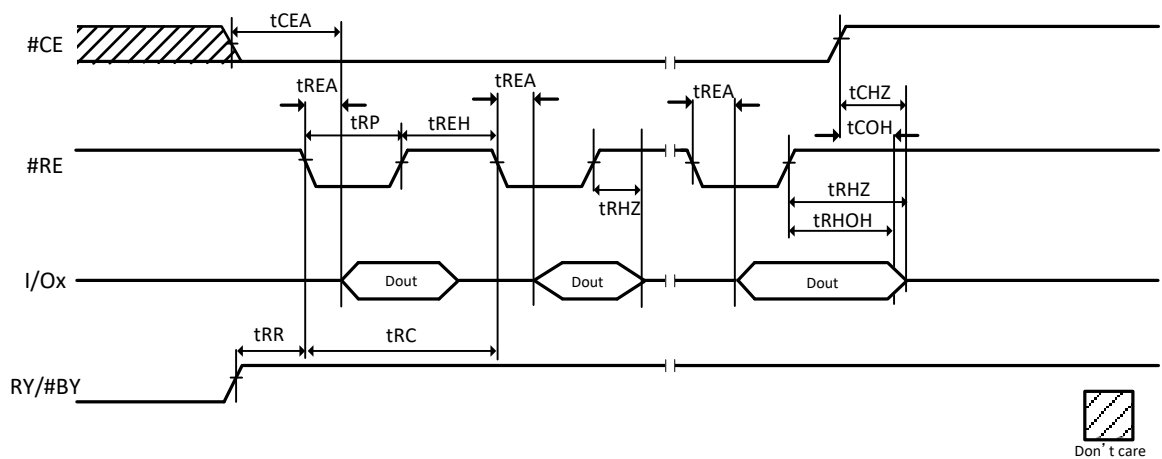 tCEA
#CE
tREA
tREA
tREA
tCHZ
tRP
tREH
tCOH
#RE
tRHZ
tRHZ
tRHOH
I/Ox
Dout
Dout
Dout
tRR
tRC
RY/#BY
Don't care